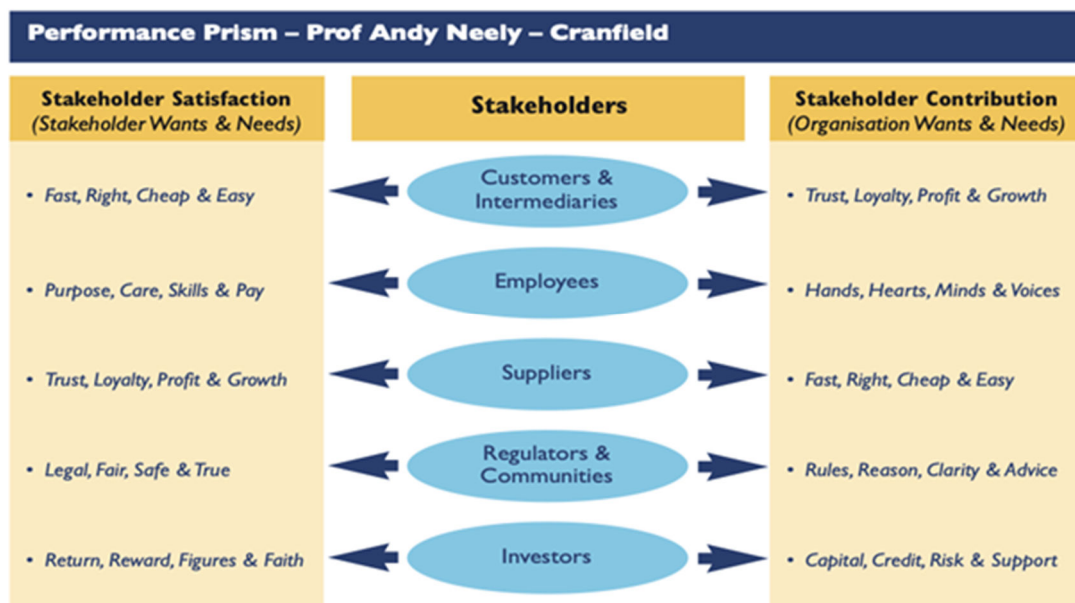 Performance Prism – Prof Andy Neely – Cranfield
Stakeholder Satisfaction
(Stakeholder Wants & Needs)
Stakeholders
Stakeholder Contribution
(Organisation Wants & Needs)
• Fast, Right, Cheap & Easy
Customers &
Intermediaries
• Trust, Loyalty, Profit & Growth
• Purpose, Care, Skills & Pay
Employees
• Hands, Hearts, Minds & Voices
• Trust, Loyalty, Profit & Growth
Suppliers
• Fast, Right, Cheap & Easy
• Legal, Fair, Safe & True
Regulators &
Communities
• Rules, Reason, Clarity & Advice
• Return, Reward, Figures & Faith
Investors
• Capital, Credit, Risk & Support